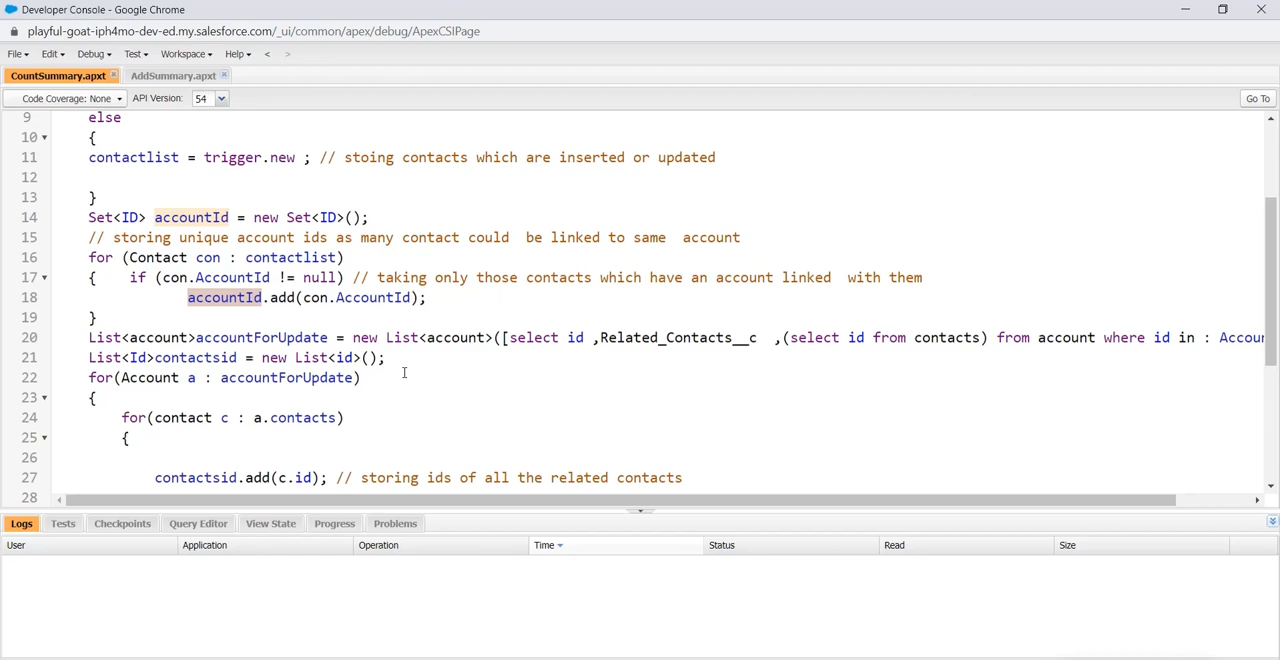 Developer Console - Google Chrome
playful-goat-iph4mo-dev-ed.my.salesforce.com/_ui/common/apex/debug/ApexCSIPage
File Edit Debug Test Workspace Help < >
CountSummary.apxt AddSummary.apxt
Code Coverage: None API Version: 54 Go To
9 else
10 {
11 contactlist = trigger.new ; // stoing contacts which are inserted or updated
12
13 }
14 Set<ID> accountId = new Set<ID>();
15 // storing unique account ids as many contact could be linked to same account
16 for (Contact con : contactlist)
17 { if (con.AccountId != null) // taking only those contacts which have an account linked with them
18 accountId.add(con.AccountId);
19 }
20 List<account>accountForUpdate = new List<account>([select id ,Related_Contacts__c ,(select id from contacts) from account where id in : Accou
21 List<Id>contactsid = new List<id>();
22 for(Account a : accountForUpdate)
23 {
24 for(contact c : a.contacts)
25 {
26
27 contactsid.add(c.id); // storing ids of all the related contacts
28
Logs Tests Checkpoints Query Editor View State Progress Problems
User Application Operation Time Status Read Size